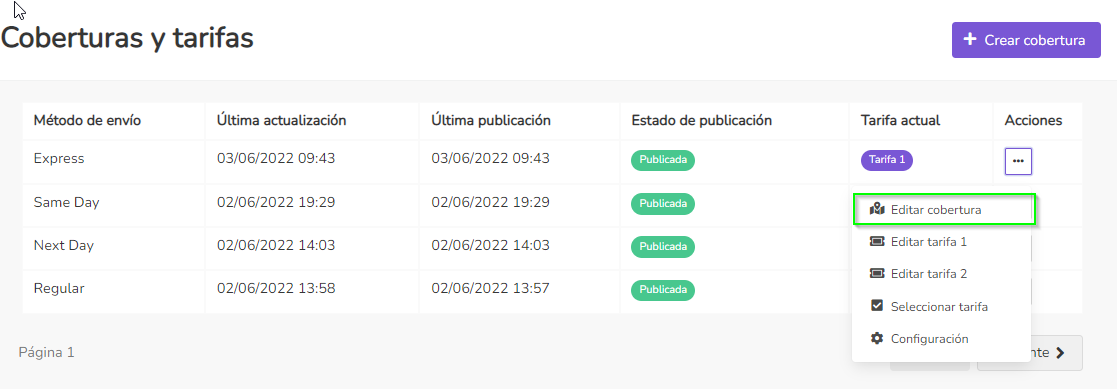 Coberturas y tarifas
+ Crear cobertura
Método de envío Última actualización Última publicación Estado de publicación Tarifa actual Acciones
Express 03/06/2022 09:43 03/06/2022 09:43 Publicada Tarifa 1 ...
Same Day 02/06/2022 19:29 02/06/2022 19:29 Publicada
Editar cobertura
Next Day 02/06/2022 14:03 02/06/2022 14:03 Publicada
Editar tarifa 1
Editar tarifa 2
Regular 02/06/2022 13:58 02/06/2022 13:57 Publicada
Seleccionar tarifa
Configuración
Página 1